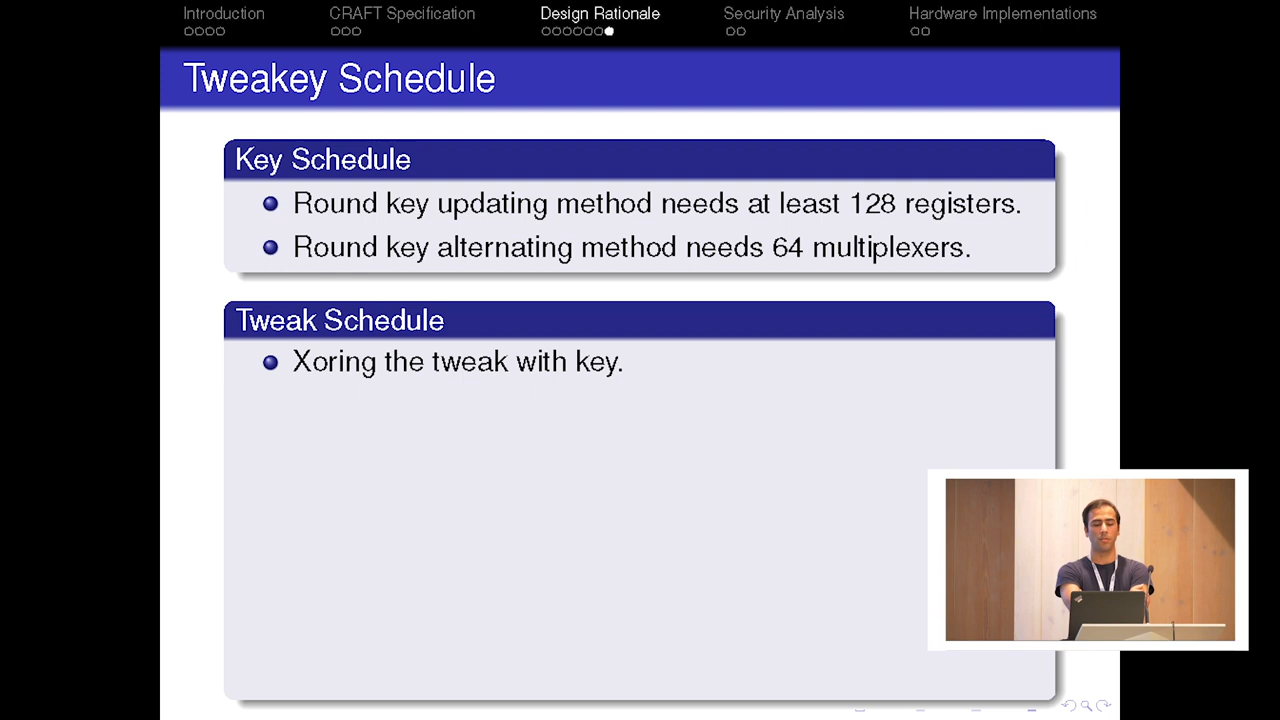 Introduction CRAFT Specification Design Rationale Security Analysis Hardware Implementations
Tweakey Schedule
Key Schedule
Round key updating method needs at least 128 registers.
Round key alternating method needs 64 multiplexers.
Tweak Schedule
Xoring the tweak with key.